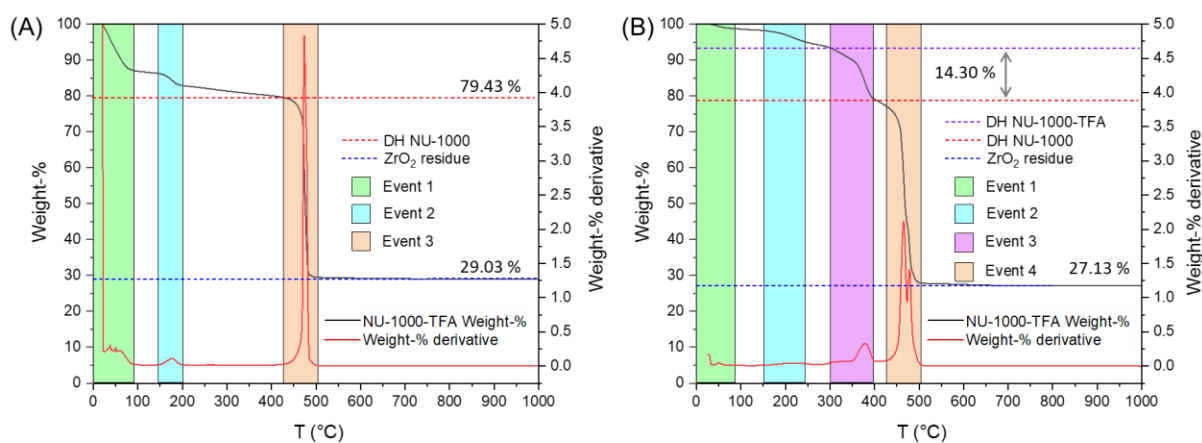 (A)
100
90
80
70
60
50
40
30
20
10
0
Weight-%
5.0
4.5
4.0
3.5
3.0
2.5
2.0
1.5
1.0
0.5
0.0
Weight-% derivative
79.43 %
DH NU-1000
ZrO2 residue
Event 1
Event 2
Event 3
29.03 %
NU-1000-TFA Weight-%
Weight-% derivative
0 100 200 300 400 500 600 700 800 900 1000
T (°C)
(B)
100
90
80
70
60
50
40
30
20
10
0
Weight-%
5.0
4.5
4.0
3.5
3.0
2.5
2.0
1.5
1.0
0.5
0.0
Weight-% derivative
14.30 %
DH NU-1000-TFA
DH NU-1000
ZrO2 residue
Event 1
Event 2
Event 3
Event 4
27.13 %
NU-1000-TFA Weight-%
Weight-% derivative
0 100 200 300 400 500 600 700 800 900 1000
T (°C)